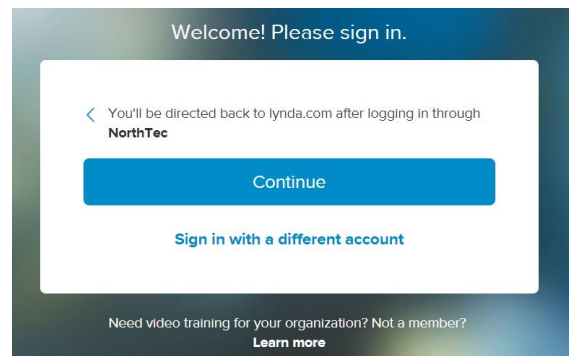 Welcome! Please sign in.
You'll be directed back to lynda.com after logging in through
NorthTec
Continue
Sign in with a different account
Need video training for your organization? Not a member?
Learn more